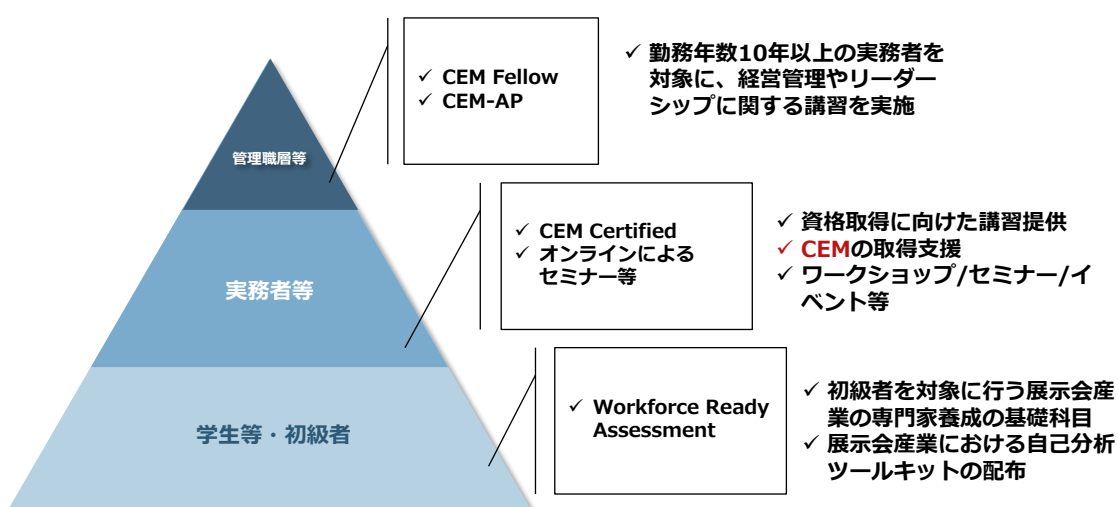 管理職層等
✓ CEM Fellow
✓ CEM-AP
✓ 勤務年数10年以上の実務者を
対象に、経営管理やリーダー
シップに関する講習を実施
実務者等
✓ CEM Certified
✓ オンラインによる
セミナー等
✓ 資格取得に向けた講習提供
✓ CEMの取得支援
✓ ワークショップ/セミナー/イ
ベント等
学生等・初級者
✓ Workforce Ready
Assessment
✓ 初級者を対象に行う展示会産
業の専門家養成の基礎科目
✓ 展示会産業における自己分析
ツールキットの配布